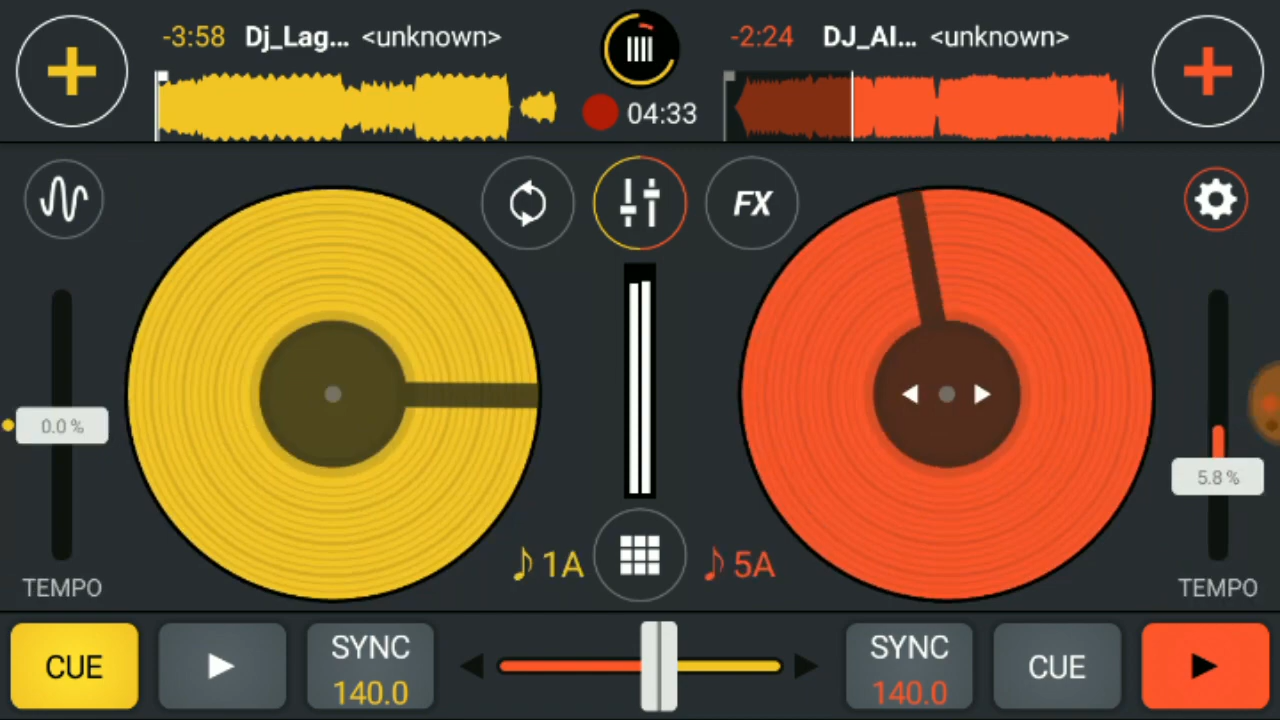 -3:58 Dj_Lag... <unknown>
04:33
-2:24 DJ_AI... <unknown>
FX
0.0 %
5.8 %
1A
5A
TEMPO
TEMPO
CUE
SYNC
140.0
SYNC
140.0
CUE